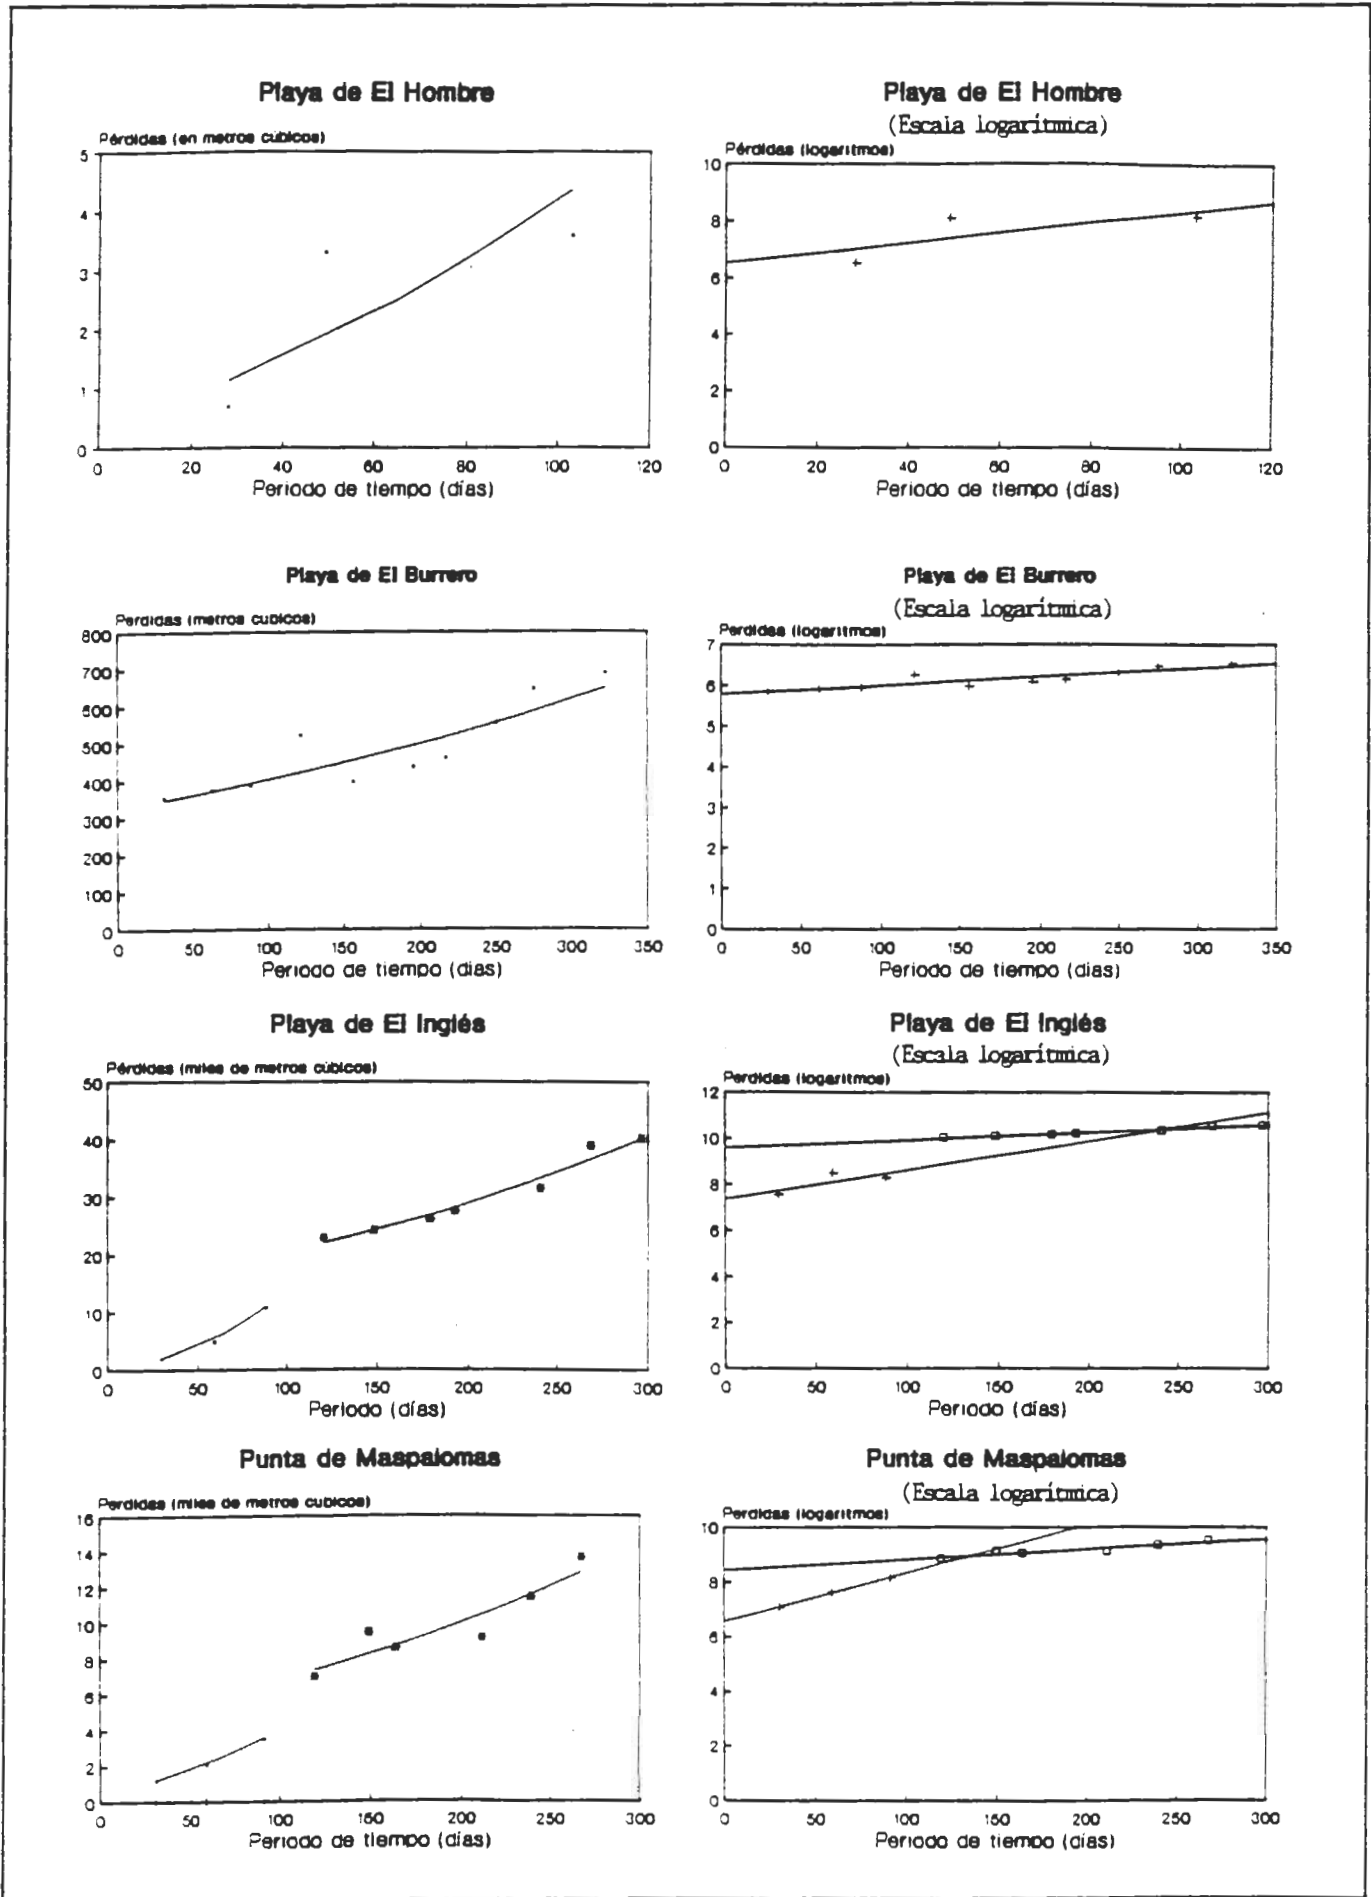 Playa de El Hombre
Pérdidas (en metros cúbicos)
5
4
3
2
1
0
0 20 40 60 80 100 120
Periodo de tiempo (días)
Playa de El Hombre
(Escala logarítmica)
Pérdidas (logaritmos)
10
8
6
4
2
0
0 20 40 60 80 100 120
Periodo de tiempo (días)
Playa de El Burrero
Perdidas (metros cubicos)
800
700
600
500
400
300
200
100
0
0 50 100 150 200 250 300 350
Periodo de tiempo (dias)
Playa de El Burrero
(Escala logarítmica)
Perdidas (logaritmos)
7
6
5
4
3
2
1
0
0 50 100 150 200 250 300 350
Periodo de tiempo (días)
Playa de El Inglés
Pérdidas (miles de metros cúbicos)
50
40
30
20
10
0
0 50 100 150 200 250 300
Periodo (días)
Playa de El Inglés
(Escala logarítmica)
Perdidas (logaritmos)
12
10
8
6
4
2
0
0 50 100 150 200 250 300
Periodo (días)
Punta de Maspalomas
Perdidas (miles de metros cubicos)
16
14
12
10
8
6
4
2
0
0 50 100 150 200 250 300
Periodo de tiempo (días)
Punta de Maspalomas
(Escala logarítmica)
Perdidas (logaritmos)
10
8
6
4
2
0
0 50 100 150 200 250 300
Periodo de tiempo (días)